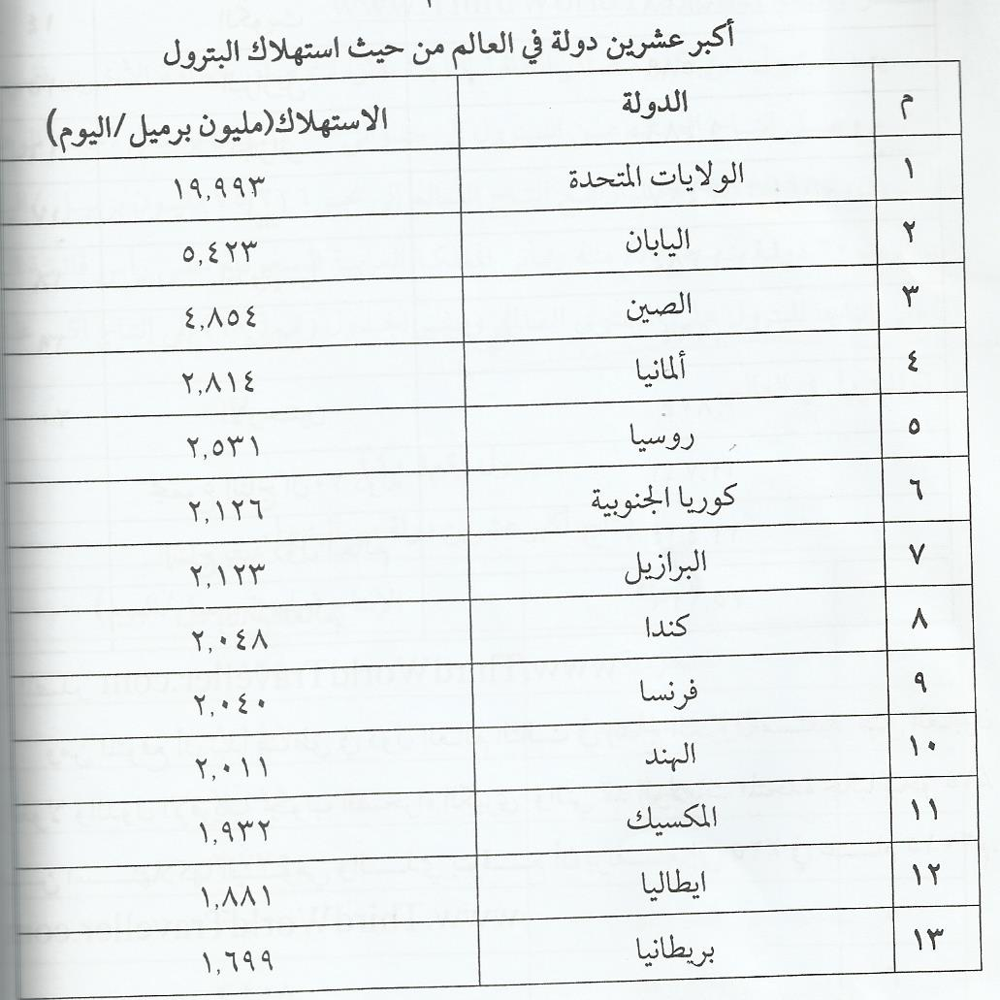 أكبر عشرين دولة في العالم من حيث استهلاك البترول
م الدولة الاستهلاك(مليون برميل/اليوم)
١ الولايات المتحدة ١٩,٩٩٣
٢ اليابان ٥,٤٢٣
٣ الصين ٤,٨٥٤
٤ ألمانيا ٢,٨١٤
٥ روسيا ٢,٥٣١
٦ كوريا الجنوبية ٢,١٢٦
٧ البرازيل ٢,١٢٣
٨ كندا ٢,٠٤٨
٩ فرنسا ٢,٠٤٠
١٠ الهند ٢,٠١١
١١ المكسيك ١,٩٣٢
١٢ ايطاليا ١,٨٨١
١٣ بريطانيا ١,٦٩٩